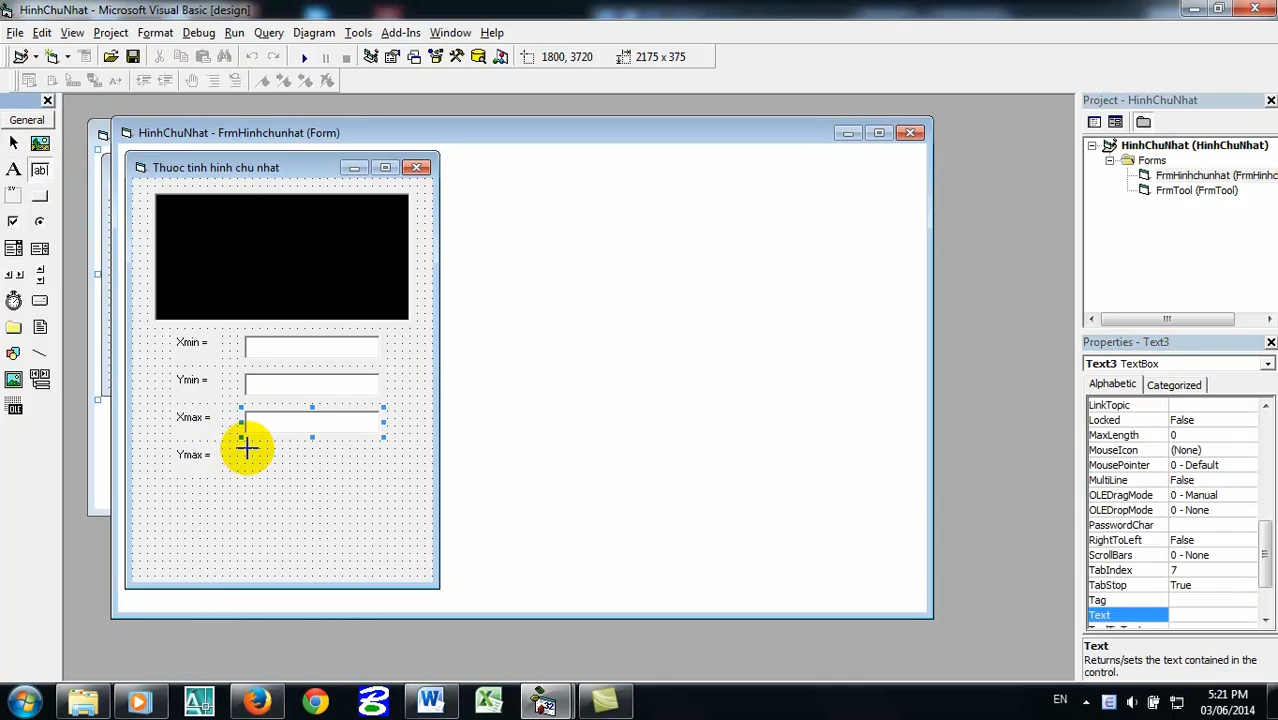 HinhChuNhat - Microsoft Visual Basic [design]
File Edit View Project Format Debug Run Query Diagram Tools Add-Ins Window Help
1800, 3720 2175 x 375
General
HinhChuNhat - FrmHinhchunhat (Form)
Thuoc tinh hinh chu nhat
Xmin =
Ymin =
Xmax =
Ymax =
A
ab
xy
OLE
Project - HinhChuNhat
HinhChuNhat (HinhChuNhat)
Forms
FrmHinhchunhat (FrmHinhc
FrmTool (FrmTool)
Properties - Text3
Text3 TextBox
Alphabetic Categorized
LinkTopic
Locked False
MaxLength 0
MouseIcon (None)
MousePointer 0 - Default
MultiLine False
OLEDragMode 0 - Manual
OLEDropMode 0 - None
PasswordChar
RightToLeft False
ScrollBars 0 - None
TabIndex 7
TabStop True
Tag
Text
Text
Returns/sets the text contained in the
control.
32
EN
5:21 PM
03/06/2014